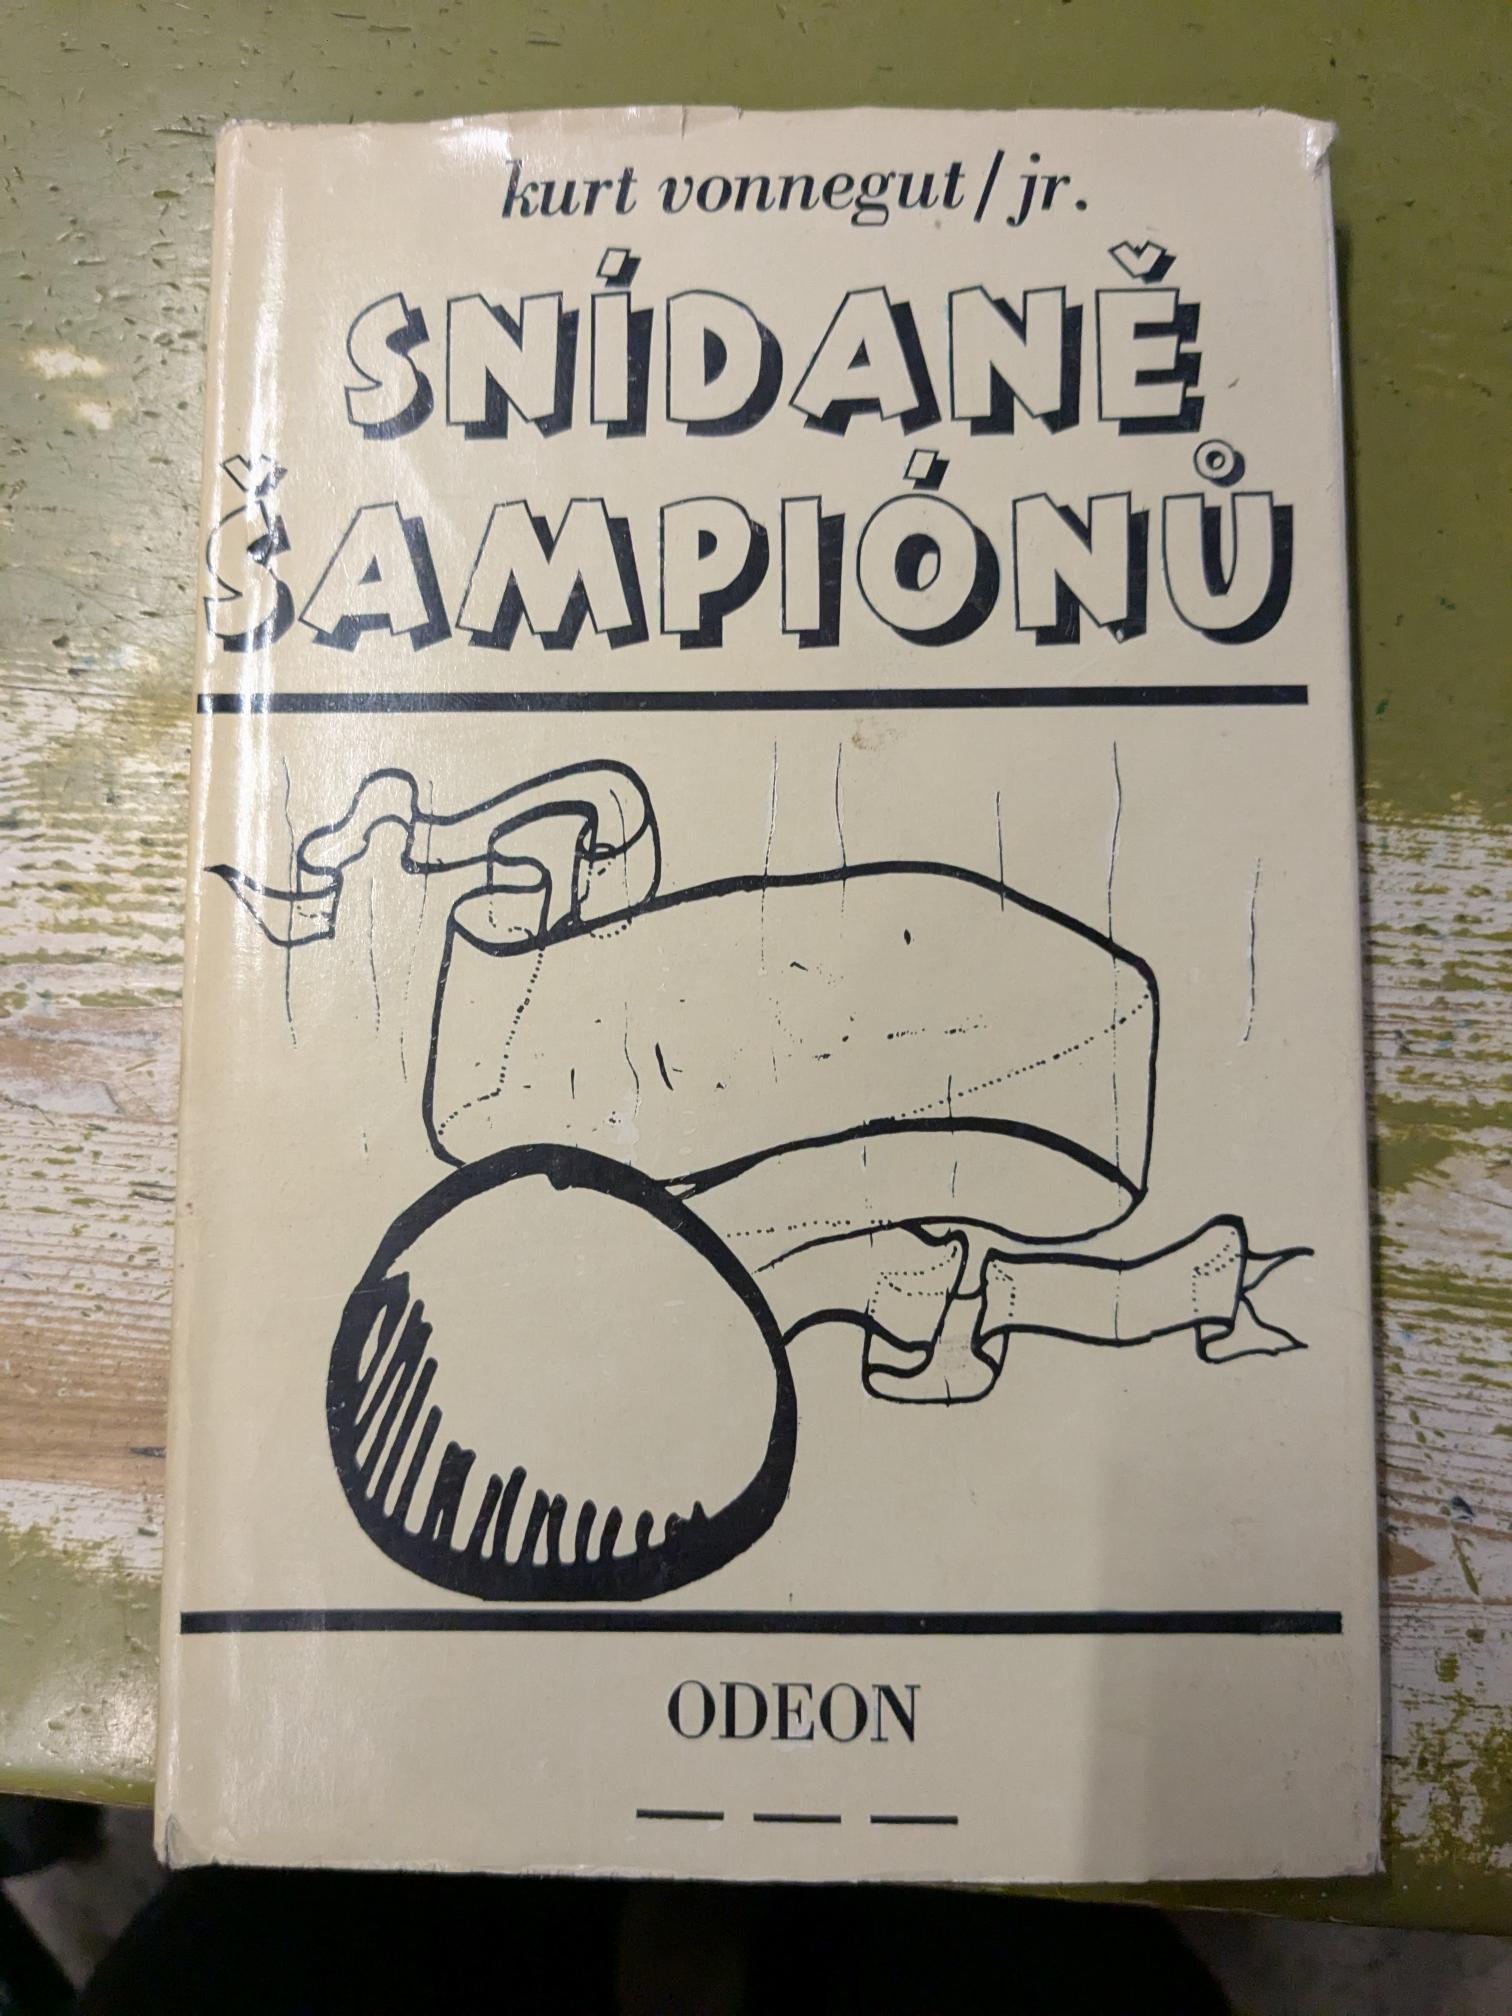 kurt vonnegut/jr.
SNÍDANĚ
ŠAMPIÓNŮ
ODEON